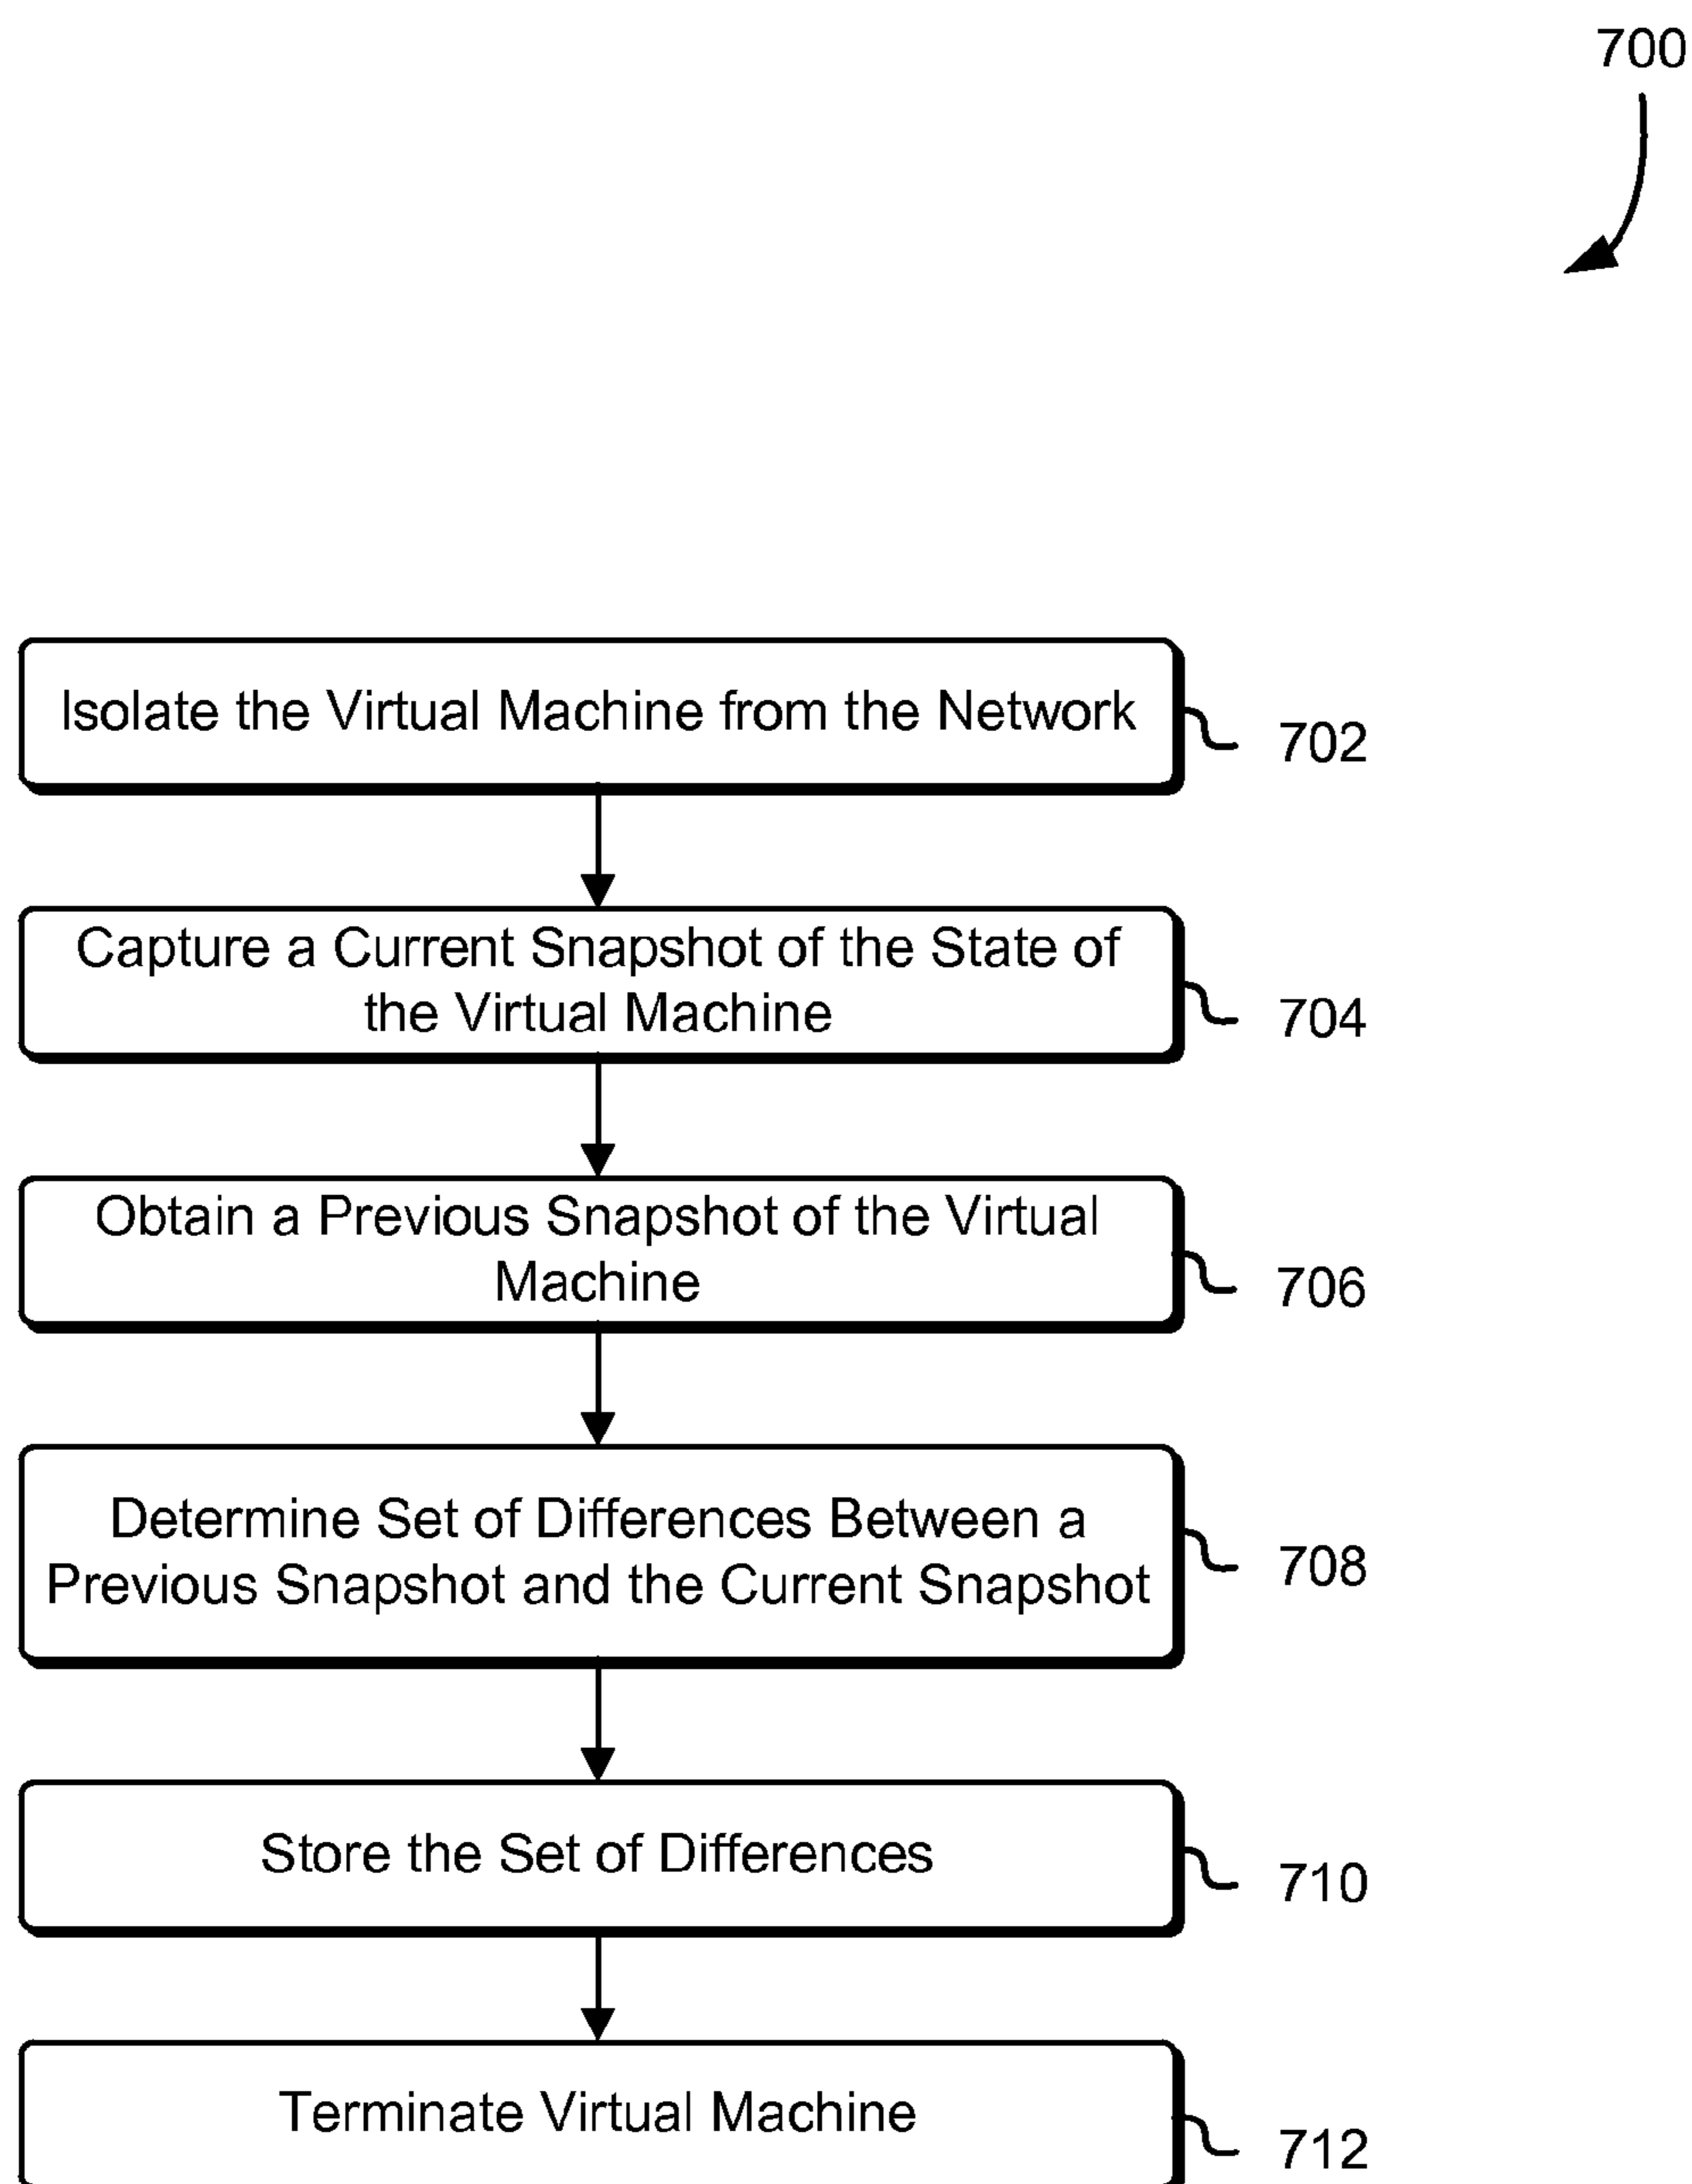 700
Isolate the Virtual Machine from the Network
702
Capture a Current Snapshot of the State of
the Virtual Machine
704
Obtain a Previous Snapshot of the Virtual
Machine
706
Determine Set of Differences Between a
Previous Snapshot and the Current Snapshot
708
Store the Set of Differences
710
Terminate Virtual Machine
712